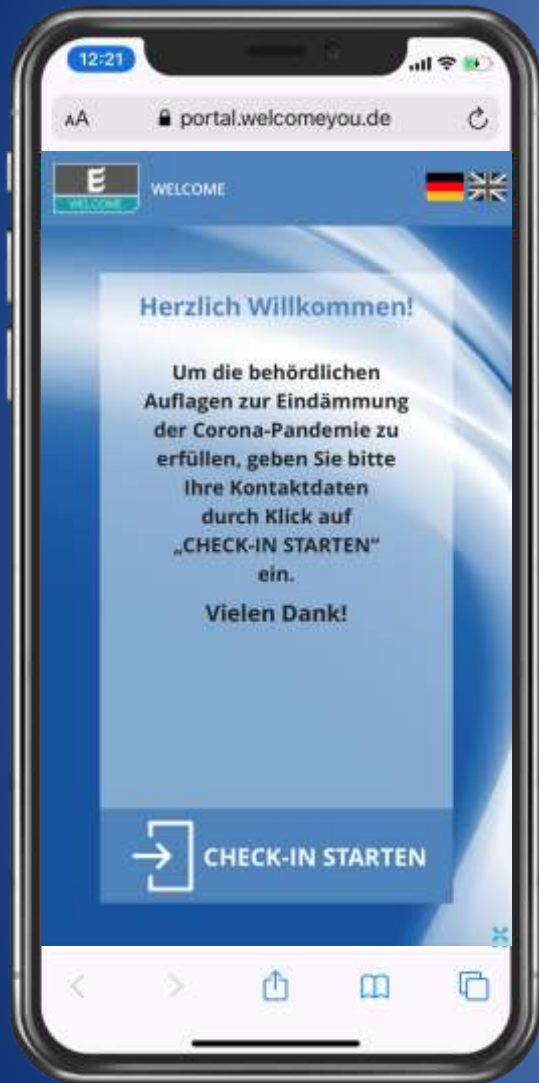 12:21
AA portal.welcomeyou.de
E
WELCOME
WELCOME
Herzlich Willkommen!
Um die behördlichen
Auflagen zur Eindämmung
der Corona-Pandemie zu
erfüllen, geben Sie bitte
Ihre Kontaktdaten
durch Klick auf
„CHECK-IN STARTEN"
ein.
Vielen Dank!
CHECK-IN STARTEN